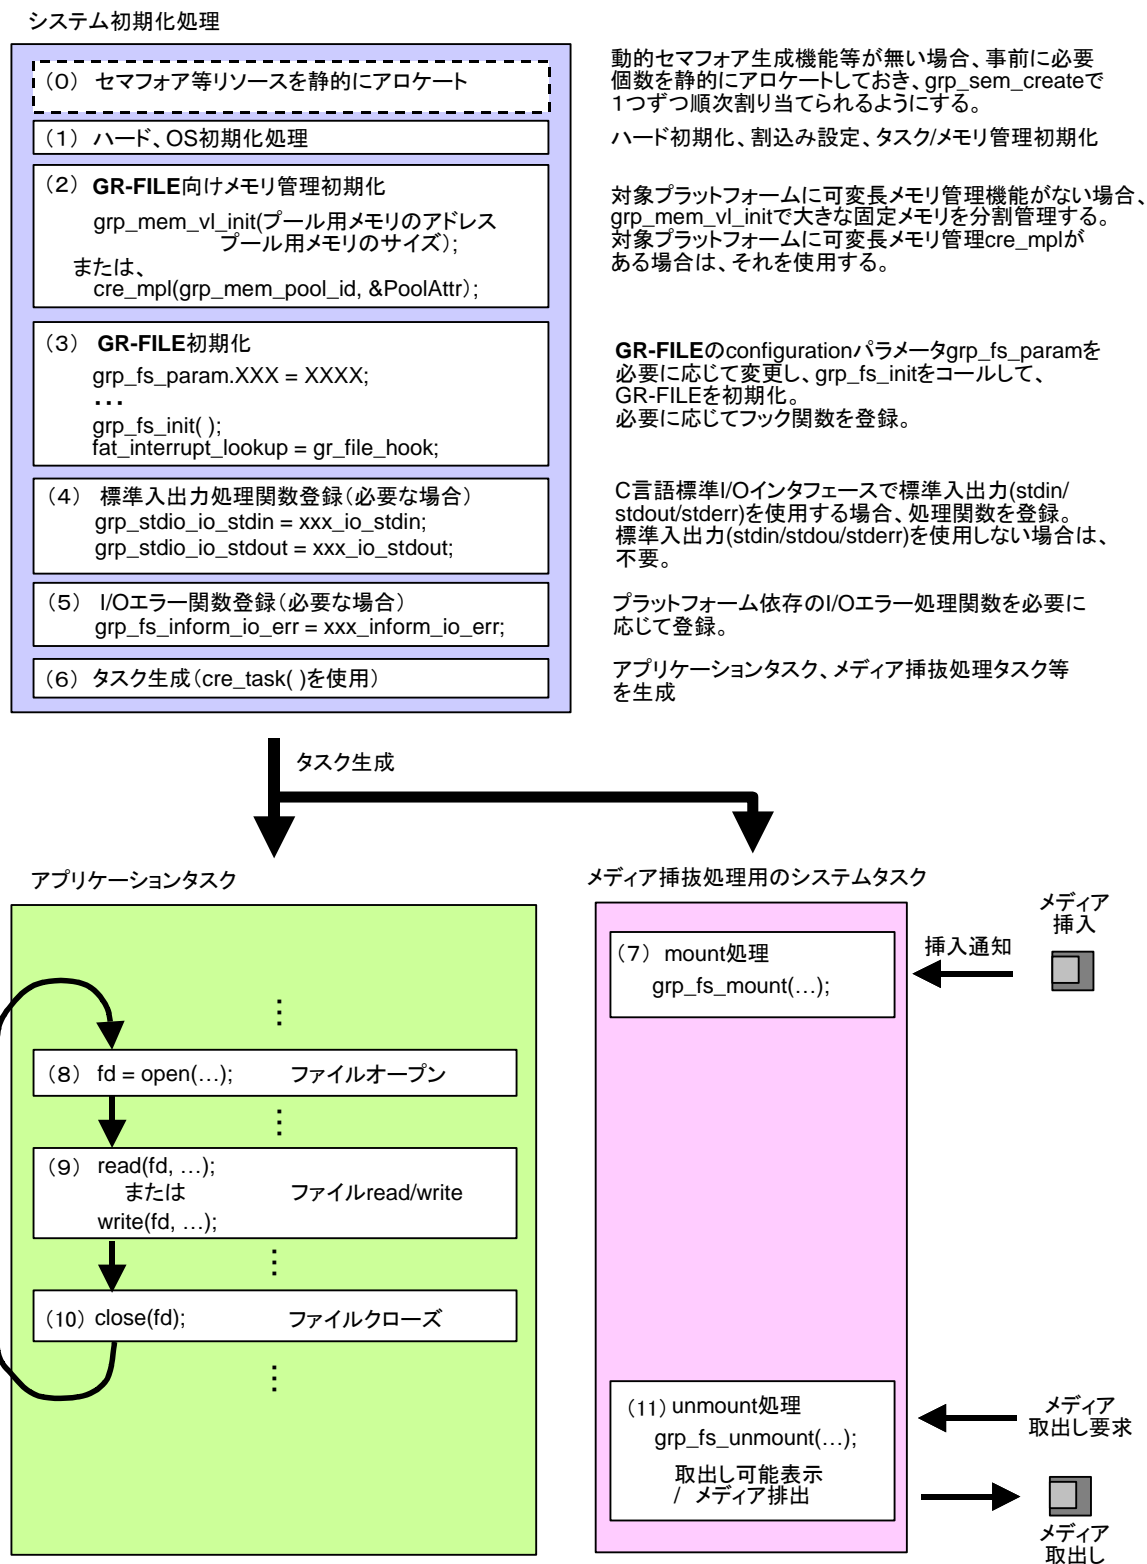 システム初期化処理
(0) セマフォア等リソースを静的にアロケート
動的セマフォア生成機能等が無い場合、事前に必要
個数を静的にアロケートしておき、grp_sem_createで
1つずつ順次割り当てられるようにする。
(1) ハード、OS初期化処理
ハード初期化、割込み設定、タスク/メモリ管理初期化
(2) GR-FILE向けメモリ管理初期化
grp_mem_vl_init(プール用メモリのアドレス
プール用メモリのサイズ);
または、
cre_mpl(grp_mem_pool_id, &PoolAttr);
対象プラットフォームに可変長メモリ管理機能がない場合、
grp_mem_vl_initで大きな固定メモリを分割管理する。
対象プラットフォームに可変長メモリ管理cre_mplが
ある場合は、それを使用する。
(3) GR-FILE初期化
grp_fs_param.XXX = XXXX;
・・・
grp_fs_init( );
fat_interrupt_lookup = gr_file_hook;
GR-FILEのconfigurationパラメータgrp_fs_paramを
必要に応じて変更し、grp_fs_initをコールして、
GR-FILEを初期化。
必要に応じてフック関数を登録。
(4) 標準入出力処理関数登録(必要な場合)
grp_stdio_io_stdin = xxx_io_stdin;
grp_stdio_io_stdout = xxx_io_stdout;
C言語標準I/Oインタフェースで標準入出力(stdin/
stdout/stderr)を使用する場合、処理関数を登録。
標準入出力(stdin/stdou/stderr)を使用しない場合は、
不要。
(5) I/Oエラー関数登録(必要な場合)
grp_fs_inform_io_err = xxx_inform_io_err;
プラットフォーム依存のI/Oエラー処理関数を必要に
応じて登録。
(6) タスク生成(cre_task( )を使用)
アプリケーションタスク、メディア挿抜処理タスク等
を生成
タスク生成
アプリケーションタスク
⋮
(8) fd = open(…); ファイルオープン
⋮
(9) read(fd, …);
または ファイルread/write
write(fd, …);
⋮
(10) close(fd); ファイルクローズ
⋮
メディア挿抜処理用のシステムタスク
(7) mount処理
grp_fs_mount(…);
挿入通知
メディア
挿入
(11) unmount処理
grp_fs_unmount(…);
取出し可能表示
/ メディア排出
メディア
取出し要求
メディア
取出し